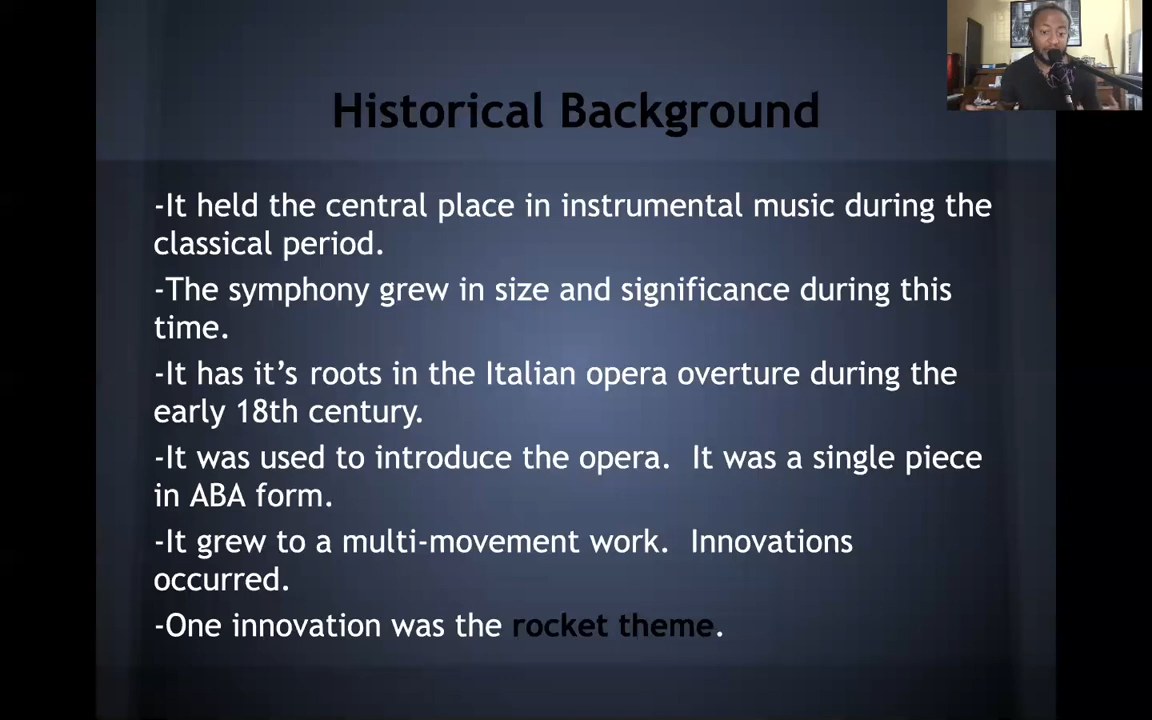 Historical Background
-It held the central place in instrumental music during the
classical period.
-The symphony grew in size and significance during this
time.
-It has it’s roots in the Italian opera overture during the
early 18th century.
-It was used to introduce the opera.  It was a single piece
in ABA form.
-It grew to a multi-movement work.  Innovations
occurred.
-One innovation was the rocket theme.